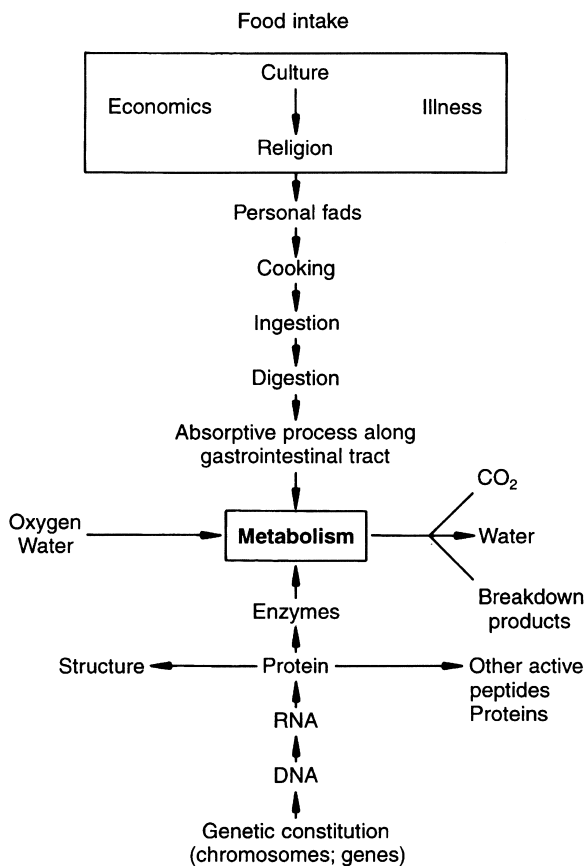 Food intake
Culture
Economics
Illness
Religion
Personal fads
Cooking
Ingestion
Digestion
Absorptive process along
gastrointestinal tract
CO₂
Oxygen
Water
Metabolism
Water
Breakdown
products
Enzymes
Structure
Protein
Other active
peptides
Proteins
RNA
DNA
Genetic constitution
(chromosomes; genes)